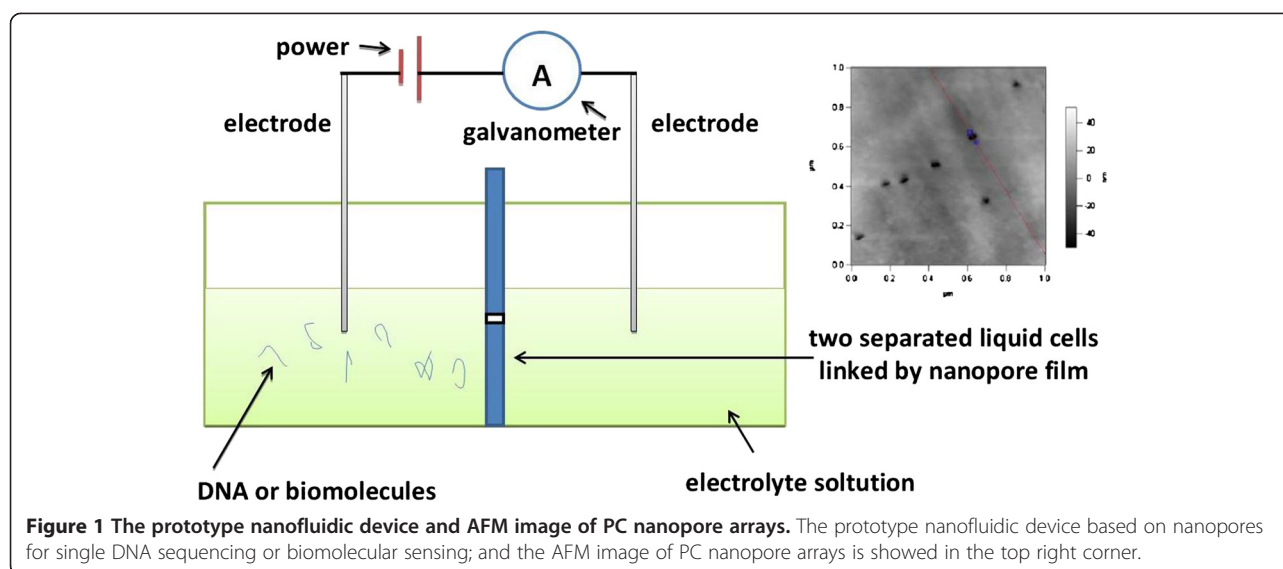 power
A
electrode
galvanometer
electrode
1.0
0.8
0.6
0.4
0.2
0.0
µm
0.0 0.2 0.4 0.6 0.8 1.0
µm
40
20
0
-20
-40
two separated liquid cells
linked by nanopore film
DNA or biomolecules
electrolyte soltution
Figure 1 The prototype nanofluidic device and AFM image of PC nanopore arrays. The prototype nanofluidic device based on nanopores
for single DNA sequencing or biomolecular sensing; and the AFM image of PC nanopore arrays is showed in the top right corner.